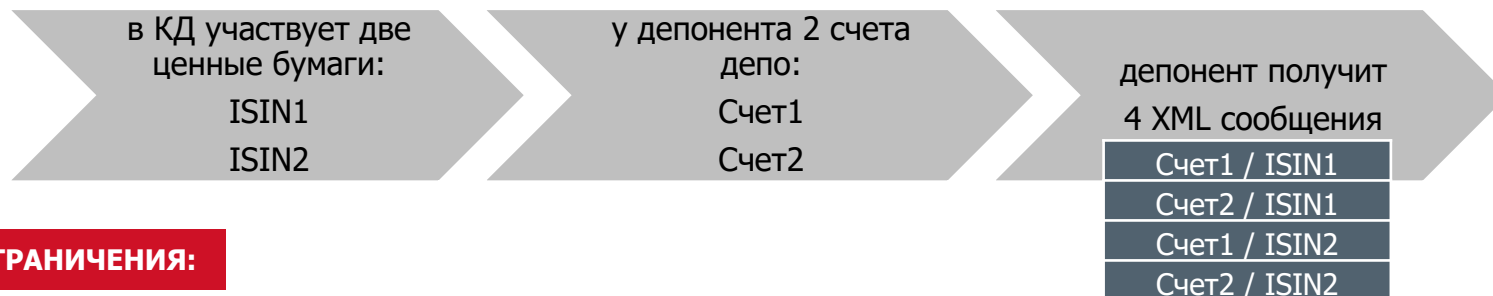 в КД участвует две
ценные бумаги:
ISIN1
ISIN2
у депонента 2 счета
депо:
Счет1
Счет2
депонент получит
4 XML сообщения
Счет1 / ISIN1
Счет2 / ISIN1
Счет1 / ISIN2
Счет2 / ISIN2
ГРАНИЧЕНИЯ: